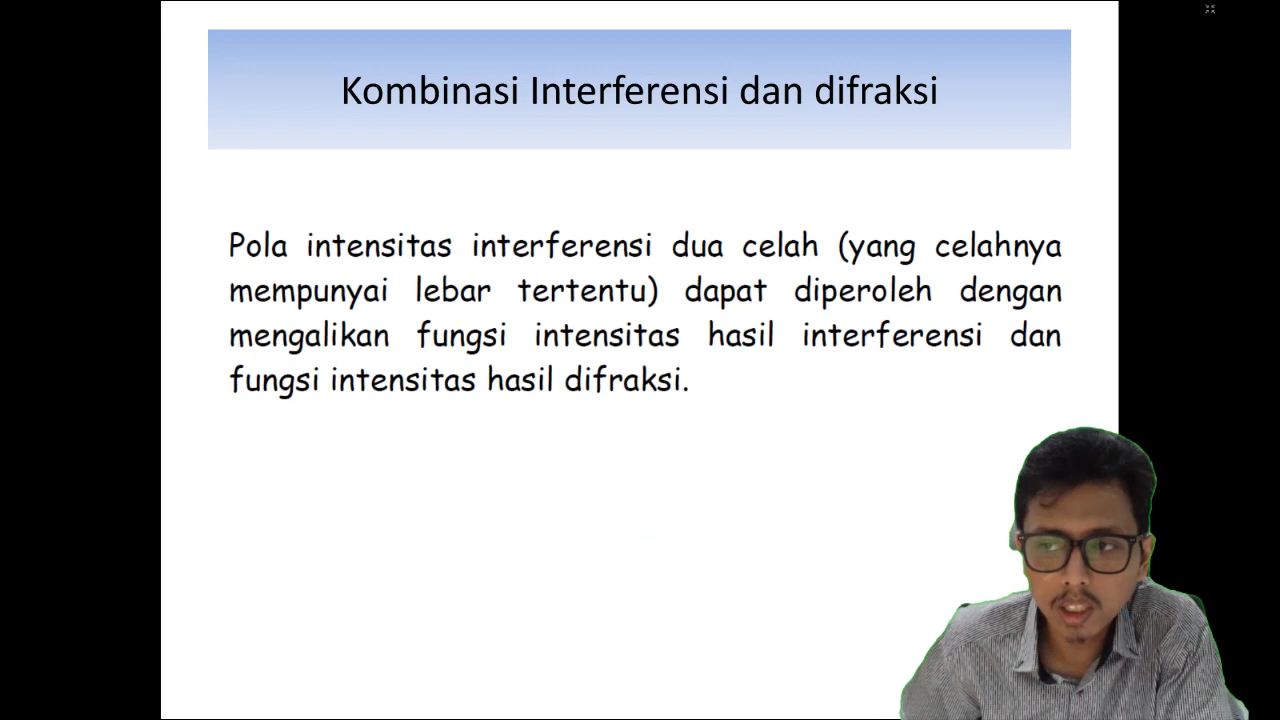 Kombinasi Interferensi dan difraksi
Pola intensitas interferensi dua celah (yang celahnya
mempunyai lebar tertentu) dapat diperoleh dengan
mengalikan fungsi intensitas hasil interferensi dan
fungsi intensitas hasil difraksi.